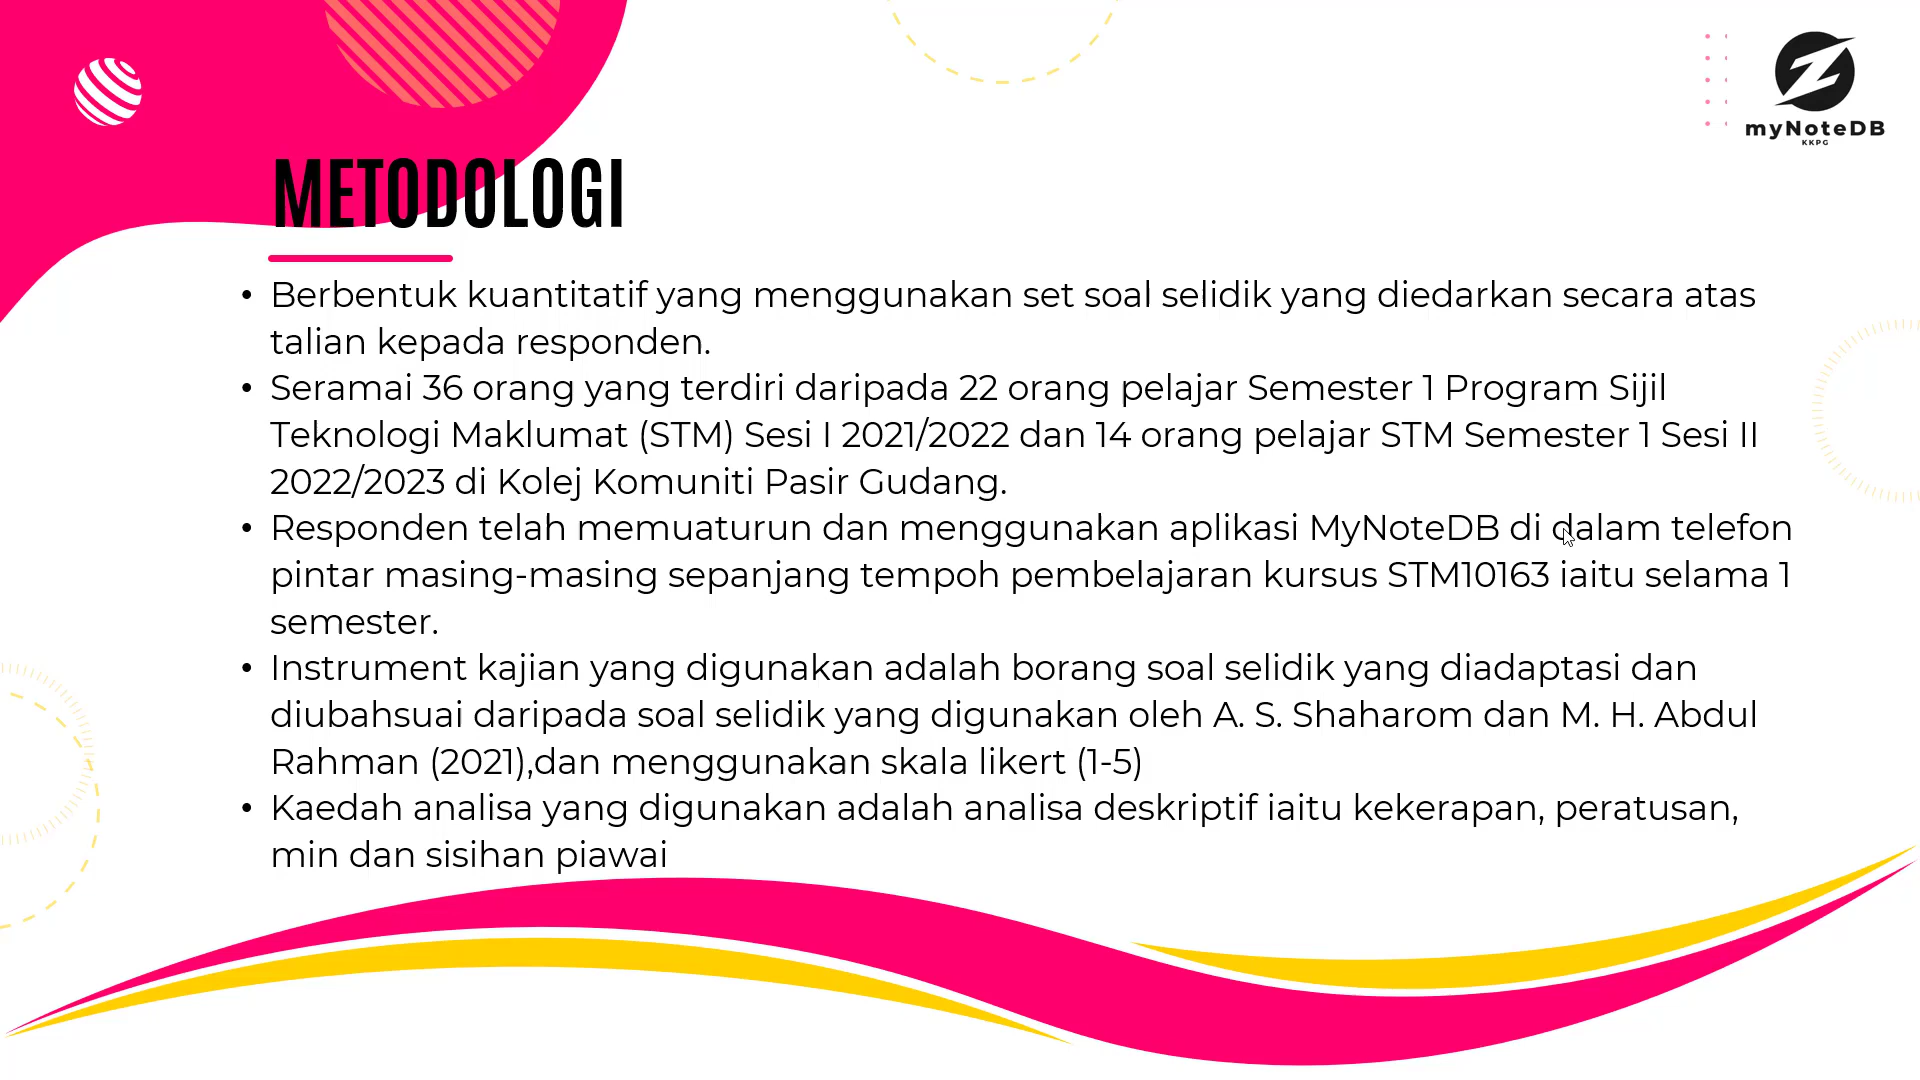 myNoteDB
KKPG
METODOLOGI
• Berbentuk kuantitatif yang menggunakan set soal selidik yang diedarkan secara atas
talian kepada responden.
• Seramai 36 orang yang terdiri daripada 22 orang pelajar Semester 1 Program Sijil
Teknologi Maklumat (STM) Sesi I 2021/2022 dan 14 orang pelajar STM Semester 1 Sesi II
2022/2023 di Kolej Komuniti Pasir Gudang.
• Responden telah memuaturun dan menggunakan aplikasi MyNoteDB di dalam telefon
pintar masing-masing sepanjang tempoh pembelajaran kursus STM10163 iaitu selama 1
semester.
• Instrument kajian yang digunakan adalah borang soal selidik yang diadaptasi dan
diubahsuai daripada soal selidik yang digunakan oleh A. S. Shaharom dan M. H. Abdul
Rahman (2021),dan menggunakan skala likert (1-5)
• Kaedah analisa yang digunakan adalah analisa deskriptif iaitu kekerapan, peratusan,
min dan sisihan piawai